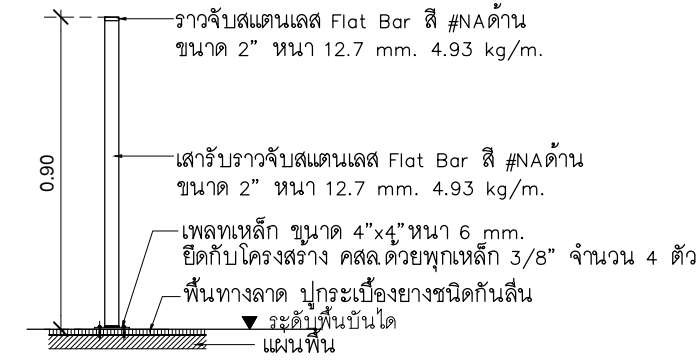 ราวจับสแตนเลส Flat Bar สี #NAด้าน
ขนาด 2" หนา 12.7 mm. 4.93 kg/m.
0.90
เสารับราวจับสแตนเลส Flat Bar สี #NAด้าน
ขนาด 2" หนา 12.7 mm. 4.93 kg/m.
เพลทเหล็ก ขนาด 4"x4"หนา 6 mm.
ยึดกับโครงสร้าง คสล.ด้วยพุกเหล็ก 3/8" จำนวน 4 ตัว
พื้นทางลาด ปูกระเบื้องยางชนิดกันลื่น
ระดับพื้นบันได
แผ่นพื้น